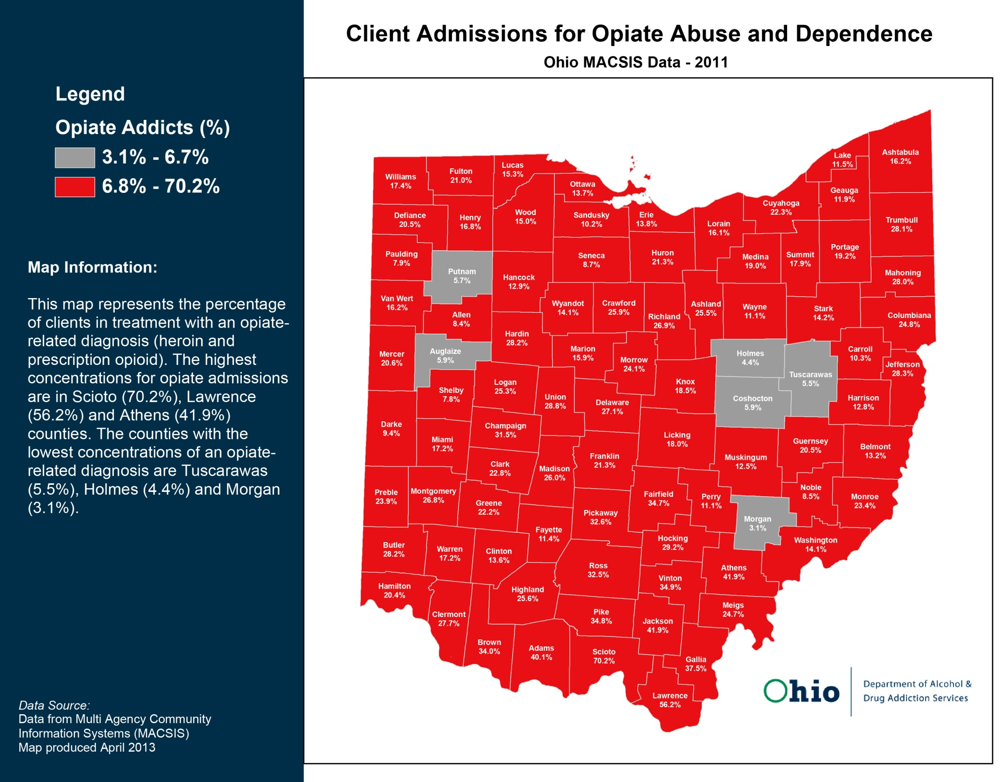 Client Admissions for Opiate Abuse and Dependence
Ohio MACSIS Data - 2011
Legend
Opiate Addicts (%)
3.1% - 6.7%
6.8% - 70.2%
Map Information:
This map represents the percentage
of clients in treatment with an opiate-
related diagnosis (heroin and
prescription opioid). The highest
concentrations for opiate admissions
are in Scioto (70.2%), Lawrence
(56.2%) and Athens (41.9%)
counties. The counties with the
lowest concentrations of an opiate-
related diagnosis are Tuscarawas
(5.5%), Holmes (4.4%) and Morgan
(3.1%).
Data Source:
Data from Multi Agency Community
Information Systems (MACSIS)
Map produced April 2013
Williams
17.4%
Fulton
21.0%
Lucas
15.3%
Ottawa
13.7%
Lake
11.5%
Ashtabula
16.2%
Geauga
11.9%
Cuyahoga
22.3%
Defiance
20.5%
Henry
16.8%
Wood
15.0%
Sandusky
10.2%
Erie
13.8%
Lorain
16.1%
Trumbull
28.1%
Paulding
7.9%
Putnam
5.7%
Hancock
12.9%
Seneca
8.7%
Huron
21.3%
Medina
19.0%
Summit
17.9%
Portage
19.2%
Mahoning
28.0%
Van Wert
16.2%
Allen
8.4%
Hardin
28.2%
Wyandot
14.1%
Crawford
25.9%
Richland
26.9%
Ashland
25.5%
Wayne
11.1%
Stark
14.2%
Columbiana
24.8%
Mercer
20.6%
Auglaize
5.9%
Marion
15.9%
Morrow
24.1%
Holmes
4.4%
Tuscarawas
5.5%
Carroll
10.3%
Jefferson
28.3%
Shelby
7.8%
Logan
25.3%
Union
28.8%
Delaware
27.1%
Knox
18.5%
Coshocton
5.9%
Harrison
12.8%
Darke
9.4%
Miami
17.2%
Champaign
31.5%
Licking
18.0%
Muskingum
12.5%
Guernsey
20.5%
Belmont
13.2%
Clark
22.8%
Madison
26.0%
Franklin
21.3%
Preble
23.9%
Montgomery
26.8%
Greene
22.2%
Fayette
11.4%
Pickaway
32.6%
Fairfield
34.7%
Perry
11.1%
Morgan
3.1%
Noble
8.5%
Monroe
23.4%
Butler
28.2%
Warren
17.2%
Clinton
13.6%
Ross
32.5%
Hocking
29.2%
Athens
41.9%
Washington
14.1%
Hamilton
20.4%
Clermont
27.7%
Highland
25.6%
Pike
34.8%
Vinton
34.9%
Jackson
41.9%
Meigs
24.7%
Brown
34.0%
Adams
40.1%
Scioto
70.2%
Gallia
37.5%
Lawrence
56.2%
Ohio
Department of Alcohol &
Drug Addiction Services